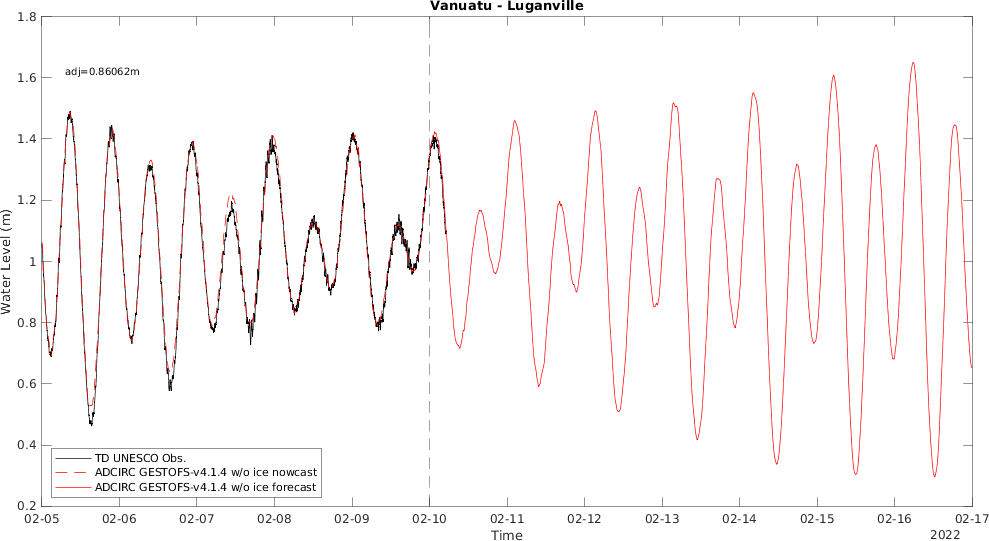 Vanuatu - Luganville
1.8
1.6
1.4
1.2
1
0.8
0.6
0.4
0.2
Water Level (m)
adj=0.86062m
TD UNESCO Obs.
ADCIRC GESTOFS-v4.1.4 w/o ice nowcast
ADCIRC GESTOFS-v4.1.4 w/o ice forecast
02-05 02-06 02-07 02-08 02-09 02-10 02-11 02-12 02-13 02-14 02-15 02-16 02-17
Time
2022